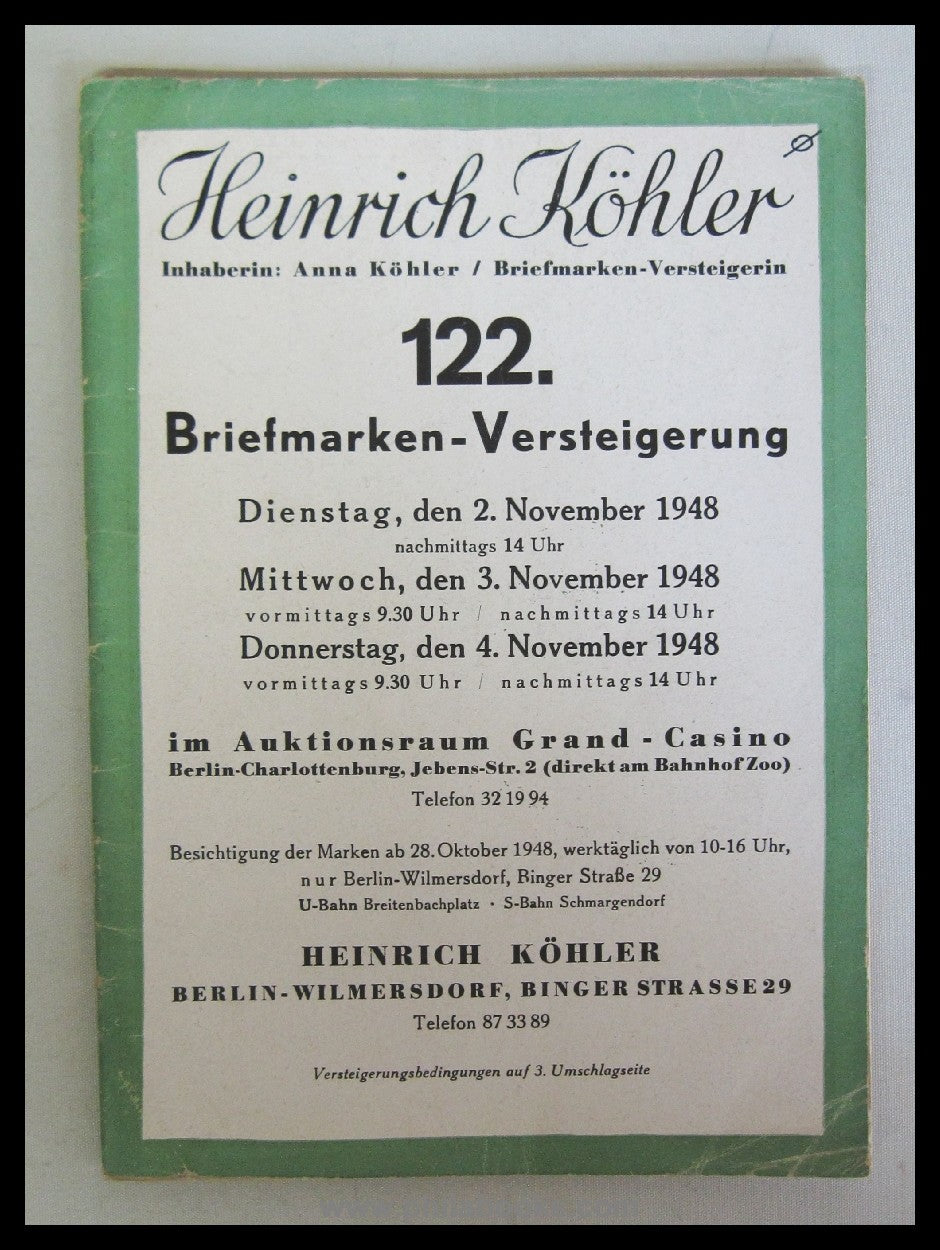 Heinrich Köhler
Inhaberin: Anna Köhler / Briefmarken-Versteigerin
122.
Briefmarken-Versteigerung
Dienstag, den 2. November 1948
nachmittags 14 Uhr
Mittwoch, den 3. November 1948
vormittags 9.30 Uhr / nachmittags 14 Uhr
Donnerstag, den 4. November 1948
vormittags 9.30 Uhr / nachmittags 14 Uhr
im Auktionsraum Grand-Casino
Berlin-Charlottenburg, Jebens-Str. 2 (direkt am Bahnhof Zoo)
Telefon 32 19 94
Besichtigung der Marken ab 28. Oktober 1948, werktäglich von 10-16 Uhr,
nur Berlin-Wilmersdorf, Binger Straße 29
U-Bahn Breitenbachplatz · S-Bahn Schmargendorf
HEINRICH KÖHLER
BERLIN-WILMERSDORF, BINGER STRASSE 29
Telefon 87 33 89
Versteigerungsbedingungen auf 3. Umschlagseite